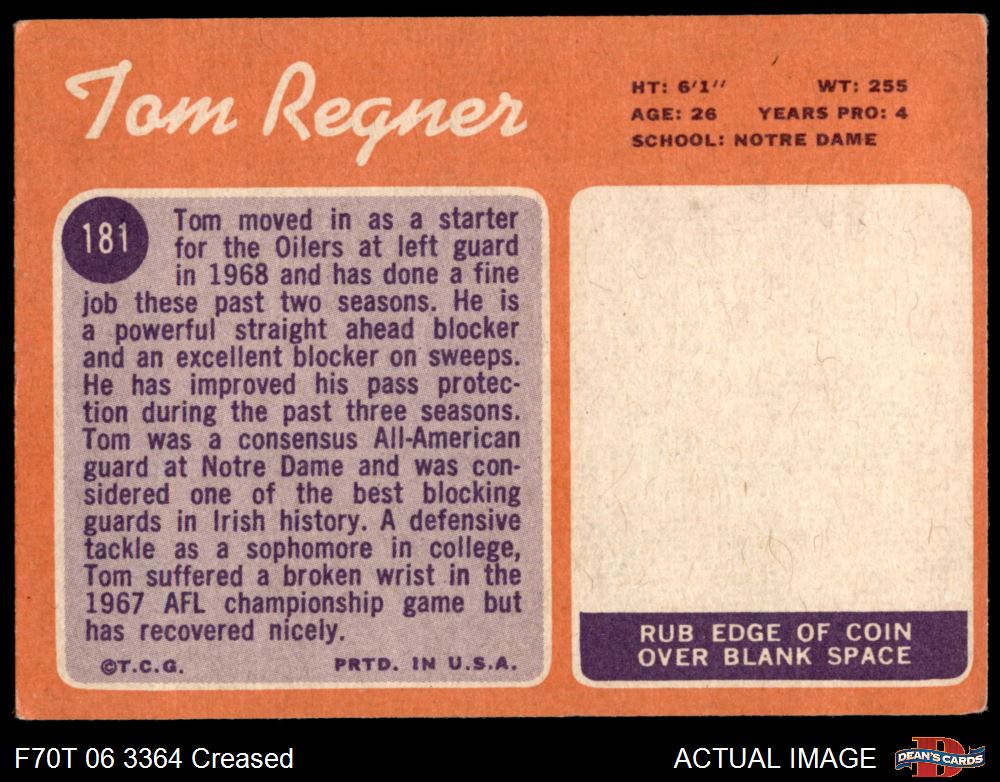 Tom Regner
HT: 6'1" WT: 255
AGE: 26 YEARS PRO: 4
SCHOOL: NOTRE DAME
181
Tom moved in as a starter
for the Oilers at left guard
in 1968 and has done a fine
job these past two seasons. He is
a powerful straight ahead blocker
and an excellent blocker on sweeps.
He has improved his pass protec-
tion during the past three seasons.
Tom was a consensus All-American
guard at Notre Dame and was con-
sidered one of the best blocking
guards in Irish history. A defensive
tackle as a sophomore in college,
Tom suffered a broken wrist in the
1967 AFL championship game but
has recovered nicely.
©T.C.G. PRTD. IN U.S.A.
RUB EDGE OF COIN
OVER BLANK SPACE
F70T 06 3364 Creased
ACTUAL IMAGE
D
DEAN'S CARDS